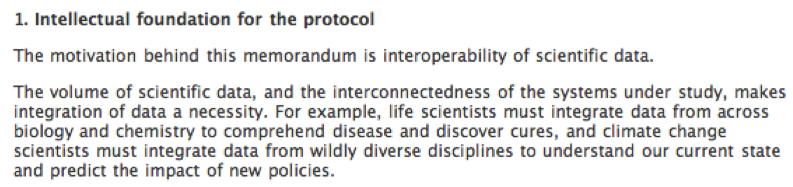 1. Intellectual foundation for the protocol
The motivation behind this memorandum is interoperability of scientific data.
The volume of scientific data, and the interconnectedness of the systems under study, makes
integration of data a necessity. For example, life scientists must integrate data from across
biology and chemistry to comprehend disease and discover cures, and climate change
scientists must integrate data from wildly diverse disciplines to understand our current state
and predict the impact of new policies.